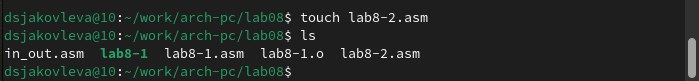 dsjakovleva@10:~/work/arch-pc/lab08$ touch lab8-2.asm
dsjakovleva@10:~/work/arch-pc/lab08$ ls
in_out.asm lab8-1 lab8-1.asm lab8-1.o lab8-2.asm
dsjakovleva@10:~/work/arch-pc/lab08$